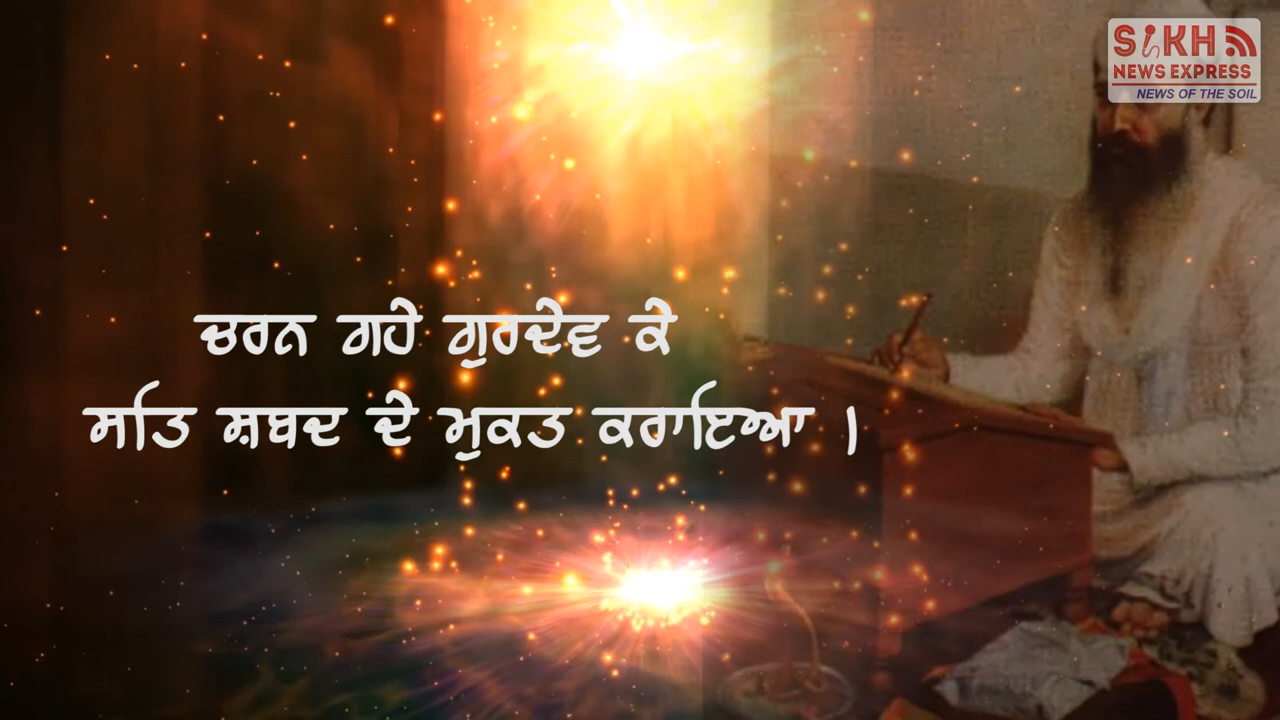 SIKH
NEWS EXPRESS
NEWS OF THE SOIL
ਚਰਨ ਗਹੇ ਗੁਰਦੇਵ ਕੇ
ਸਤਿ ਸ਼ਬਦ ਦੇ ਮੁਕਤ ਕਰਾਇਆ ।